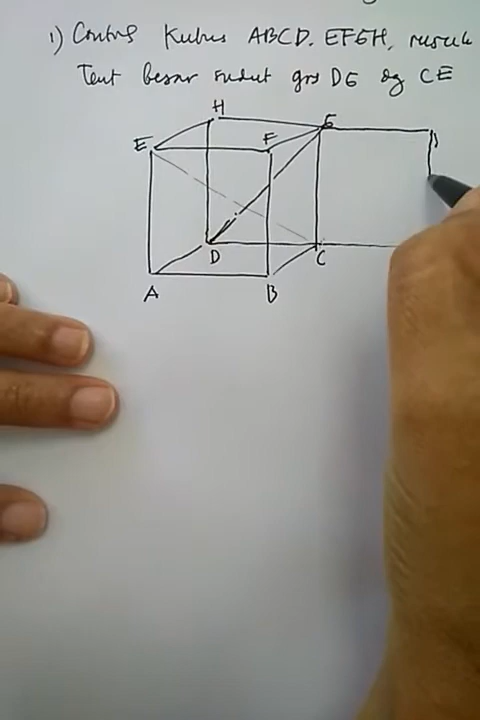 1) Contoh Kubus ABCD. EFGH, rusuk
Tent besar sudut grs DG dg CE
H
E F G
D C
A B